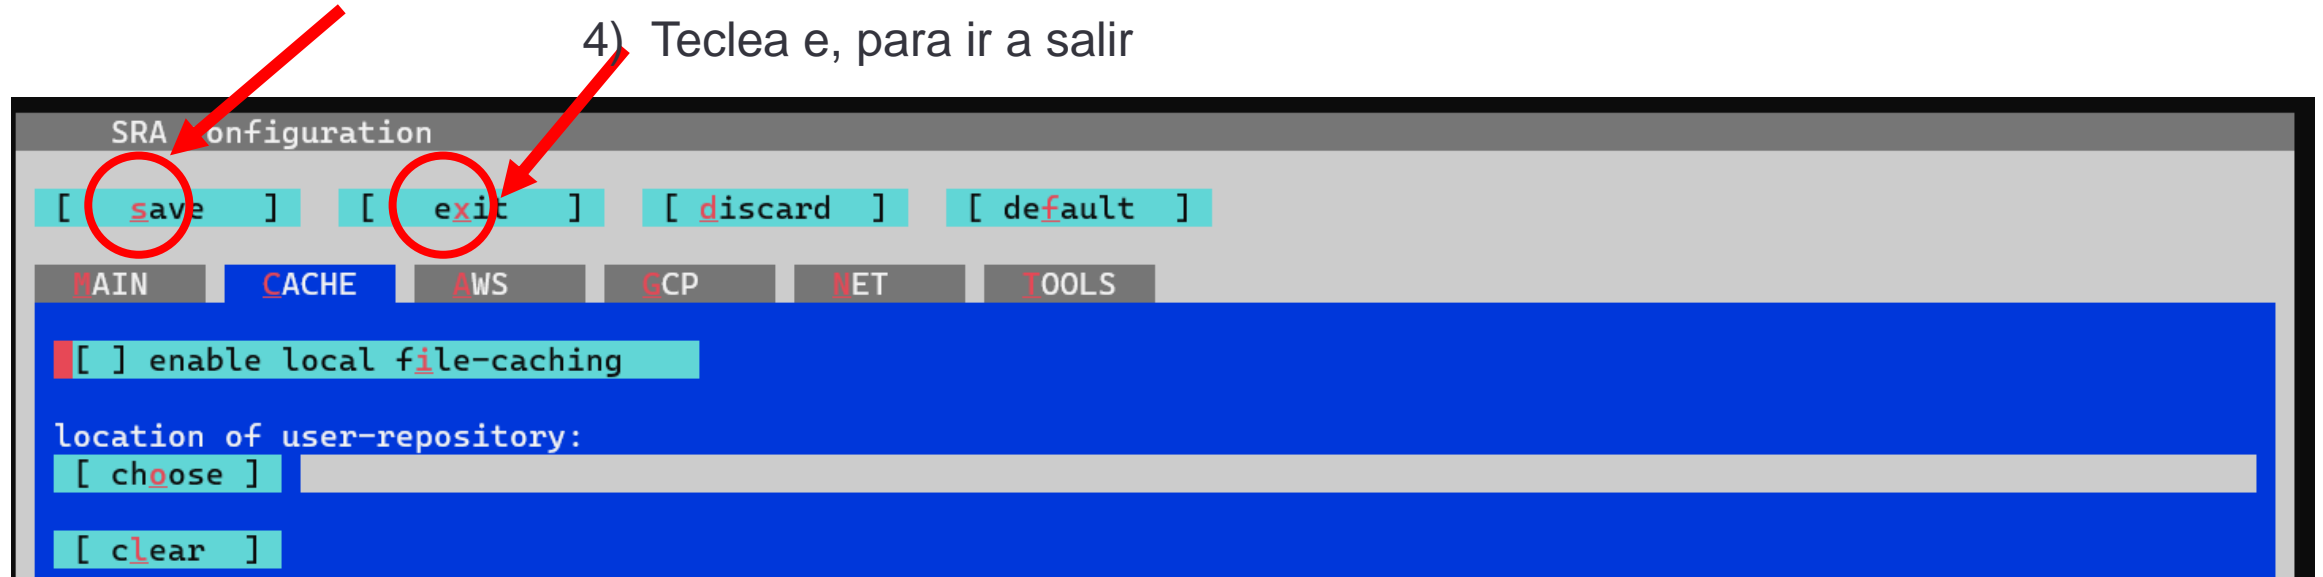 4) Teclea e, para ir a salir
SRA onfiguration
[ save ] [ exit ] [ discard ] [ default ]
MAIN CACHE AWS GCP NET TOOLS
[ ] enable local file-caching
location of user-repository:
[ choose ]
[ clear ]